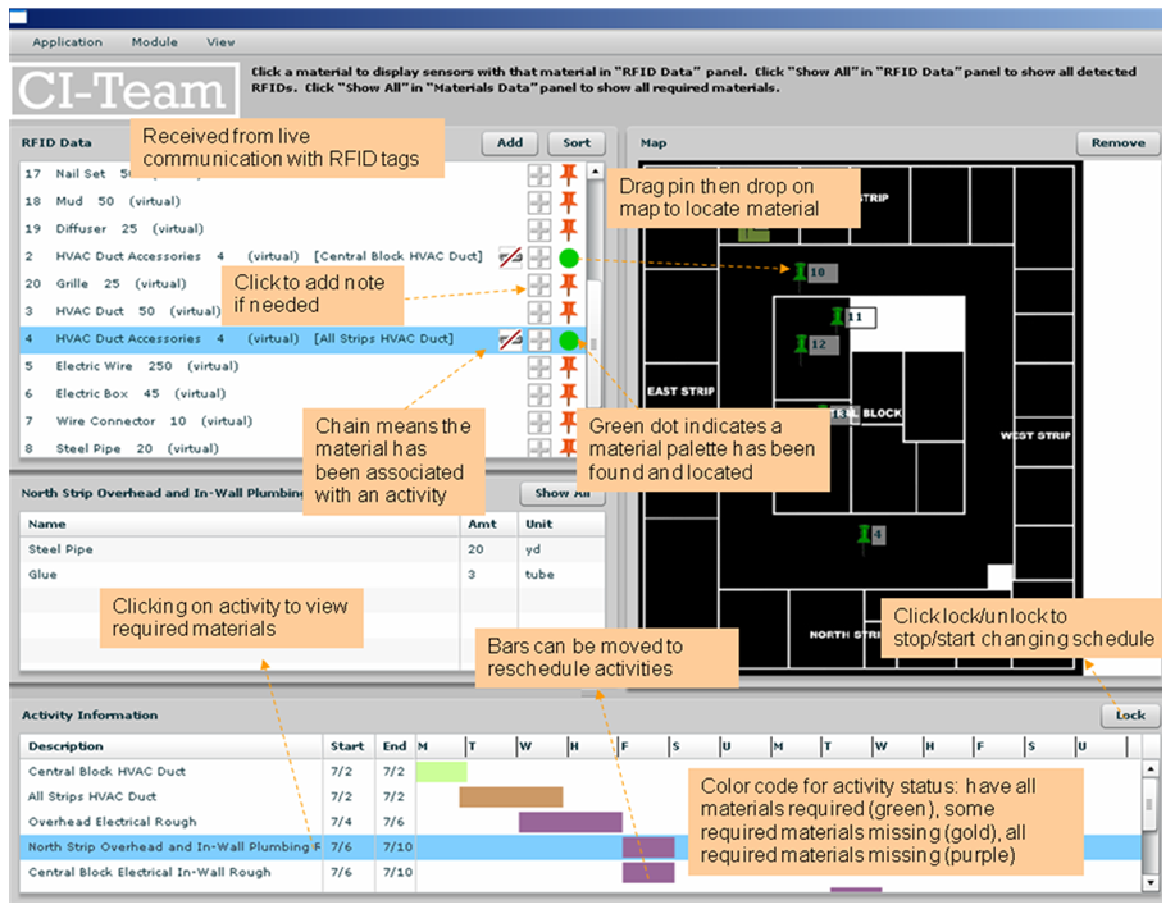 Application Module View
CI-Team
Click a material to display sensors with that material in "RFID Data" panel. Click "Show All" in "RFID Data" panel to show all detected
RFIDs. Click "Show All" in "Materials Data" panel to show all required materials.
RFID Data
Add
Sort
Received from live
communication with RFID tags
17 Nail Set
18 Mud 50 (virtual)
19 Diffuser 25 (virtual)
2 HVAC Duct Accessories 4 (virtual) [Central Block HVAC Duct]
20 Grille 25 (virtual)
3 HVAC Duct 50 (virtual)
4 HVAC Duct Accessories 4 (virtual) [All Strips HVAC Duct]
5 Electric Wire 250 (virtual)
6 Electric Box 45 (virtual)
7 Wire Connector 10 (virtual)
8 Steel Pipe 20 (virtual)
Click to add note
if needed
Chain means the
material has
been associated
with an activity
Map
Remove
Drag pin then drop on
map to locate material
STRIP
10
11
12
EAST STRIP
BLOCK
WEST STRIP
4
NORTH
Green dot indicates a
material palette has been
found and located
North Strip Overhead and In-Wall Plumbing
Show All
Name Amt Unit
Steel Pipe 20 yd
Glue 3 tube
Clicking on activity to view
required materials
Bars can be moved to
reschedule activities
Click lock/unlock to
stop/start changing schedule
Activity Information
Lock
Description Start End M T W H F S U M T W H F S U
Central Block HVAC Duct 7/2 7/2
All Strips HVAC Duct 7/2 7/2
Overhead Electrical Rough 7/4 7/6
North Strip Overhead and In-Wall Plumbing R 7/6 7/10
Central Block Electrical In-Wall Rough 7/6 7/10
Color code for activity status: have all
materials required (green), some
required materials missing (gold), all
required materials missing (purple)